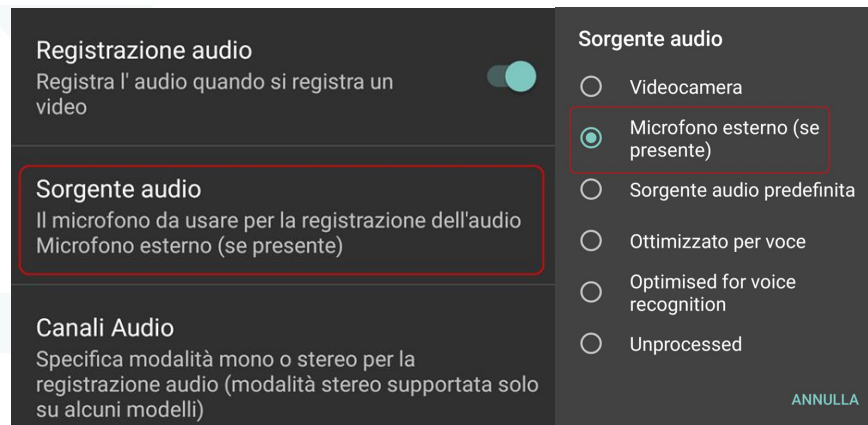 Registrazione audio
Registra l' audio quando si registra un
video
Sorgente audio
Il microfono da usare per la registrazione dell'audio
Microfono esterno (se presente)
Canali Audio
Specifica modalità mono o stereo per la
registrazione audio (modalità stereo supportata solo
su alcuni modelli)
Sorgente audio
Videocamera
Microfono esterno (se
presente)
Sorgente audio predefinita
Ottimizzato per voce
Optimised for voice
recognition
Unprocessed
ANNULLA